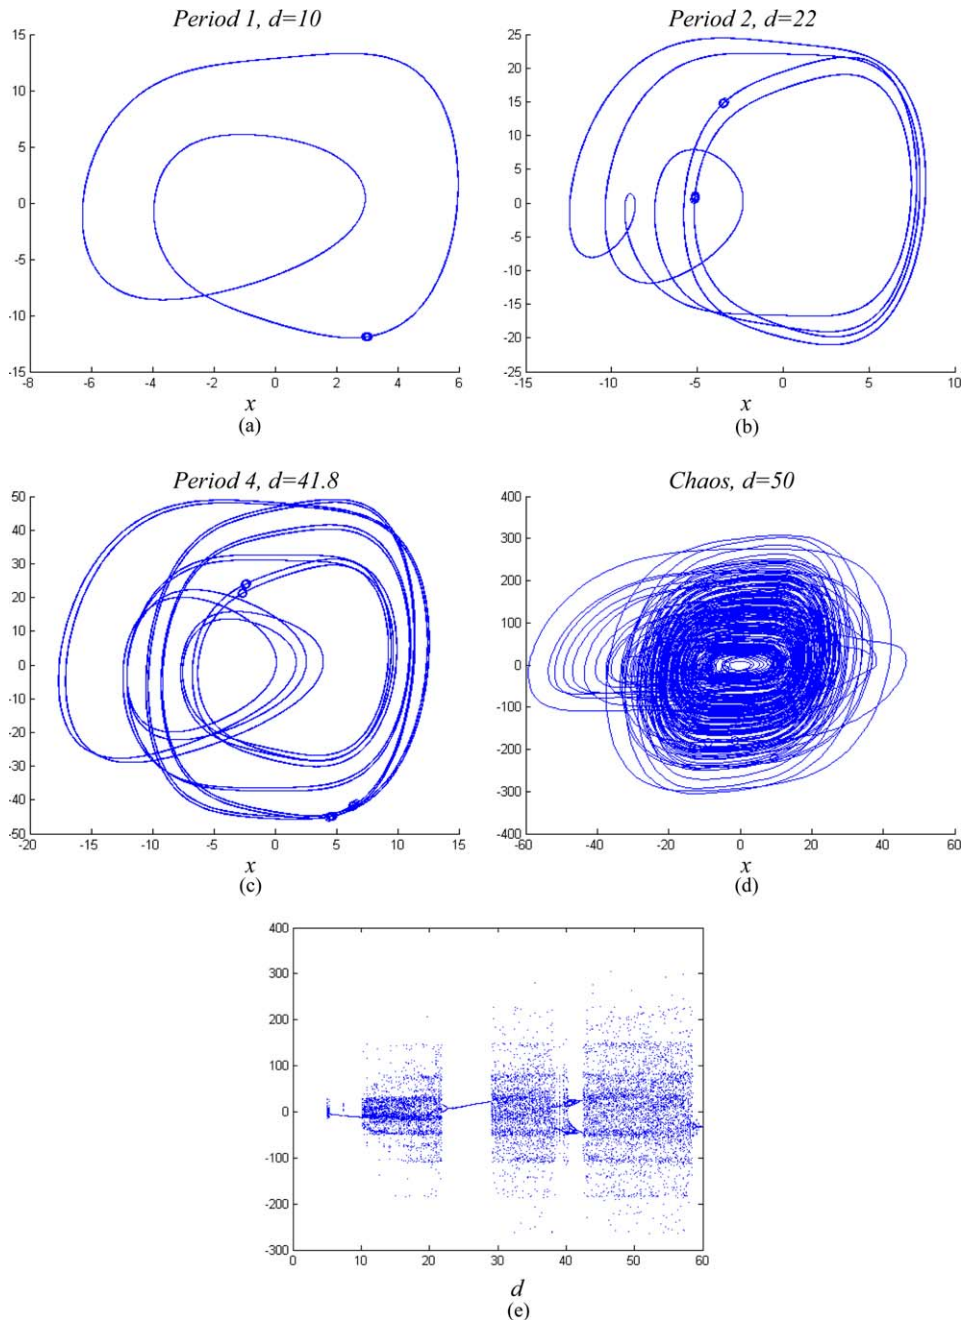 Period 1, d=10
15
10
5
0
-5
-10
-15
-8 -6 -4 -2 0 2 4 6
x
(a)
Period 2, d=22
25
20
15
10
5
0
-5
-10
-15
-20
-25
-15 -10 -5 0 5 10
x
(b)
Period 4, d=41.8
50
40
30
20
10
0
-10
-20
-30
-40
-50
-20 -15 -10 -5 0 5 10 15
x
(c)
Chaos, d=50
400
300
200
100
0
-100
-200
-300
-400
-60 -40 -20 0 20 40 60
x
(d)
400
300
200
100
0
-100
-200
-300
0 10 20 30 40 50 60
d
(e)